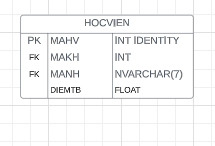 HOCVIEN
PK MAHV INT IDENTITY
FK MAKH INT
FK MANH NVARCHAR(7)
DIEMTB FLOAT